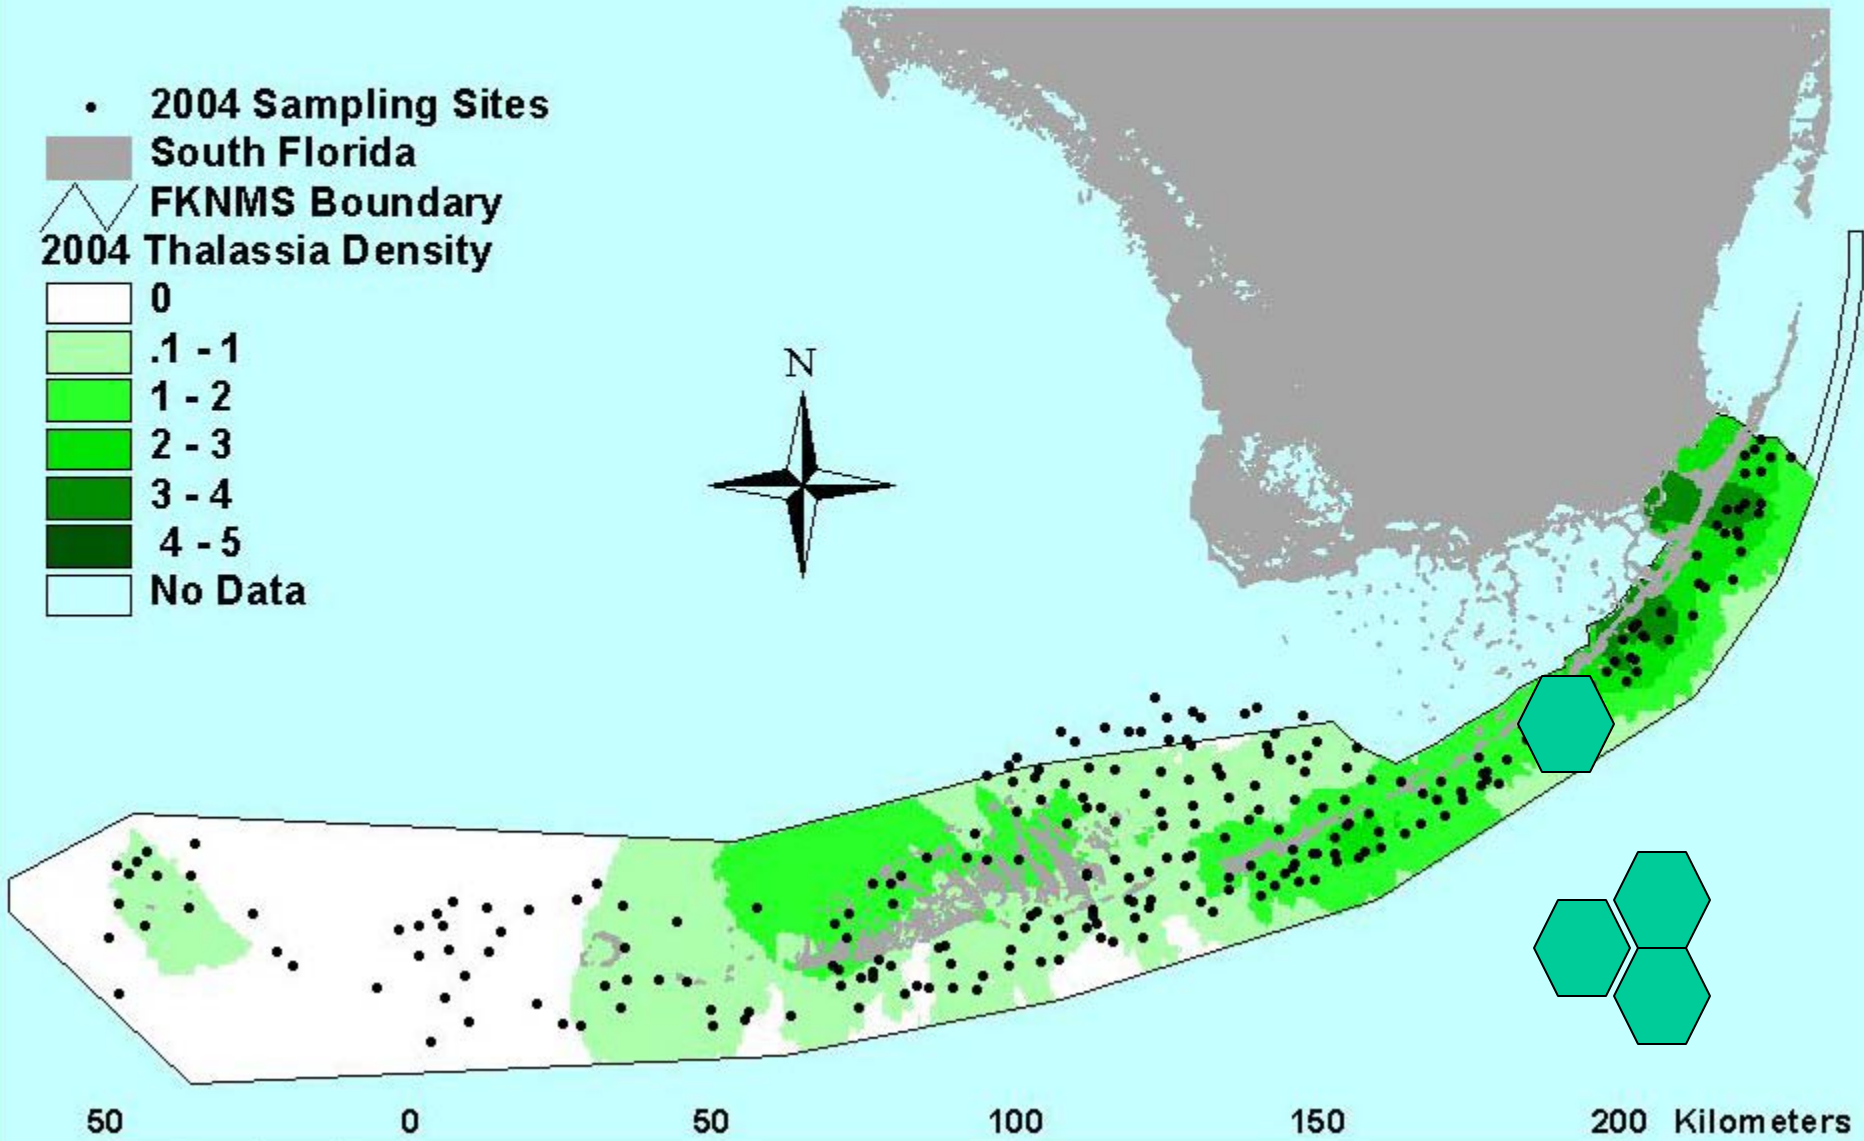 2004 Sampling Sites
South Florida
FKNMS Boundary
2004 Thalassia Density
0
.1 - 1
1 - 2
2 - 3
3 - 4
4 - 5
No Data
N
50 0 50 100 150 200 Kilometers